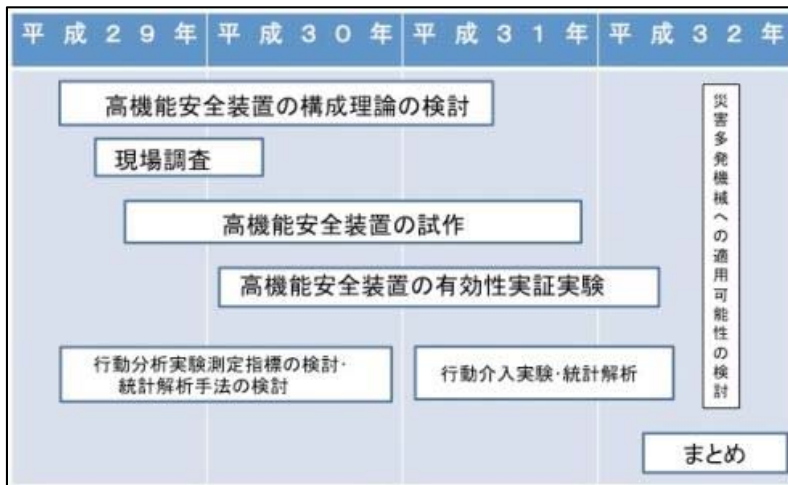 平成29年 平成30年 平成31年 平成32年
高機能安全装置の構成理論の検討
現場調査
高機能安全装置の試作
高機能安全装置の有効性実証実験
行動分析実験測定指標の検討・
統計解析手法の検討
行動介入実験・統計解析
災害多発機械への適用可能性の検討
まとめ